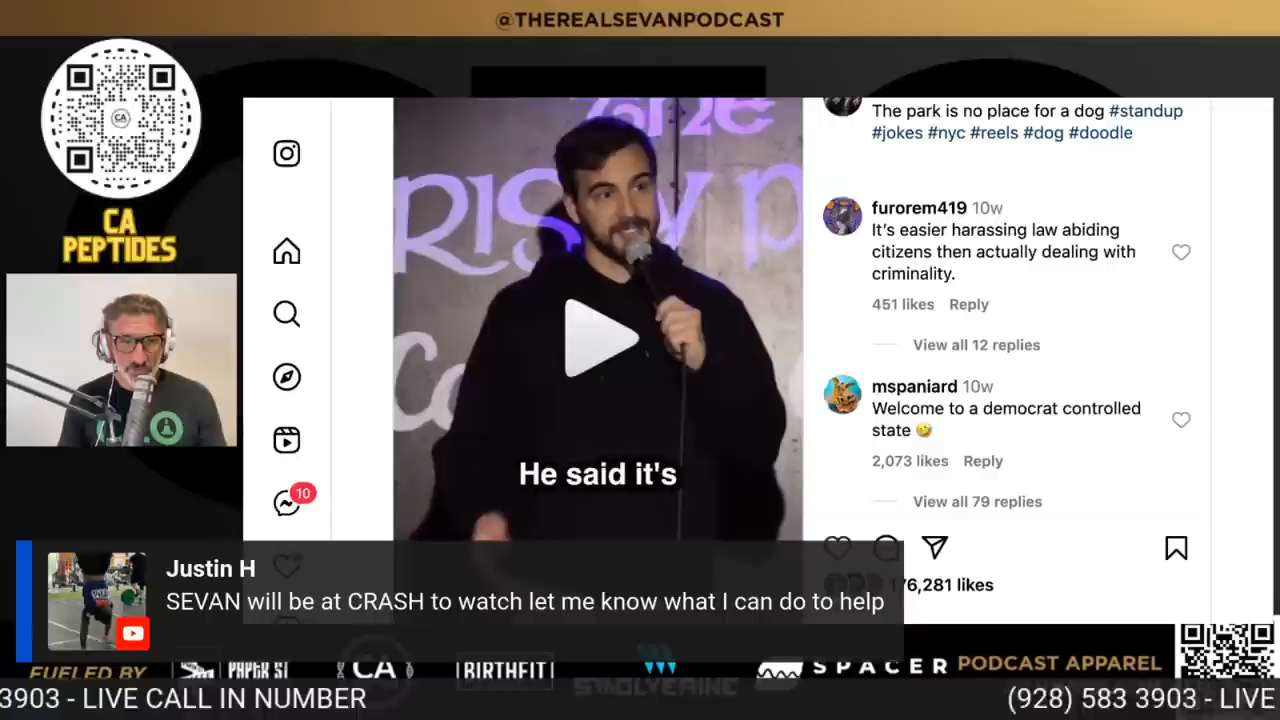 @THEREALSEVANPODCAST
CA
CA
PEPTIDES
The park is no place for a dog #standup
#jokes #nyc #reels #dog #doodle
furorem419 10w
It's easier harassing law abiding
citizens then actually dealing with
criminality.
451 likes Reply
View all 12 replies
mspaniard 10w
Welcome to a democrat controlled
state 🤣
2,073 likes Reply
View all 79 replies
10
He said it's
Justin H
SEVAN will be at CRASH to watch let me know what I can do to help
76,281 likes
FUELED BY
PAPER ST
CA
BIRTHFIT
SWOLVERINE
SPACER
PODCAST APPAREL
3903 - LIVE CALL IN NUMBER
(928) 583 3903 - LIVE